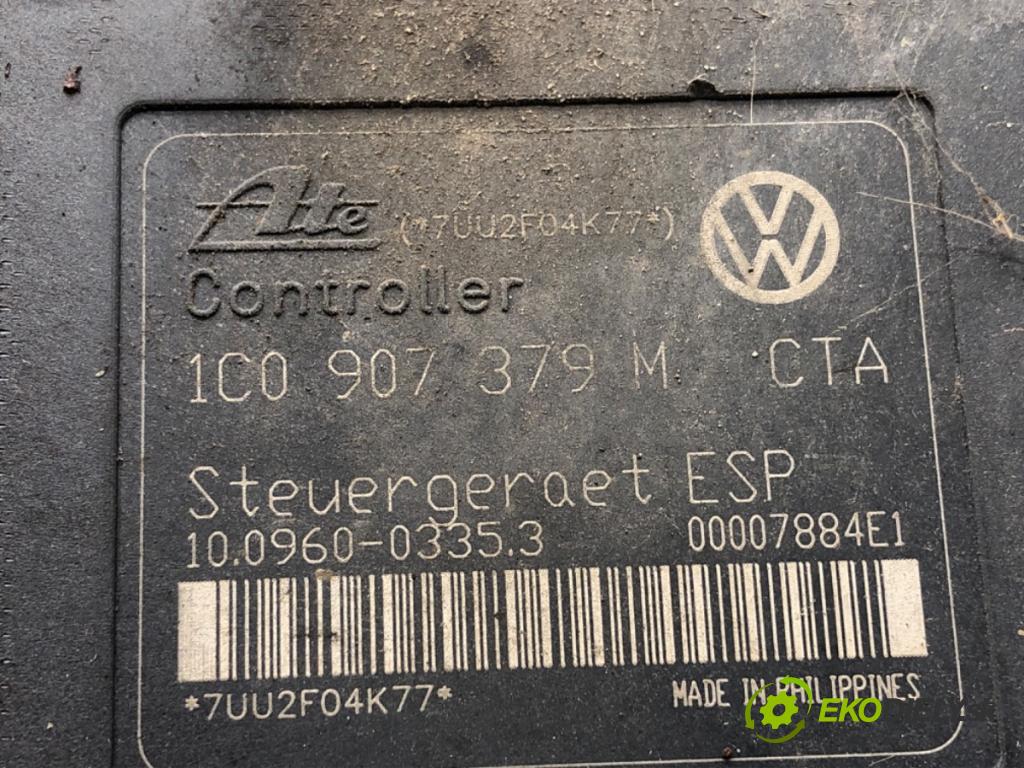 Ate (*7UU2F04K77*)
Controller
1C0 907 379 M CTA
Steuergeraet ESP
10.0960-0335.3 00007884E1
*7UU2F04K77* MADE IN PHILIPPINES
EKO